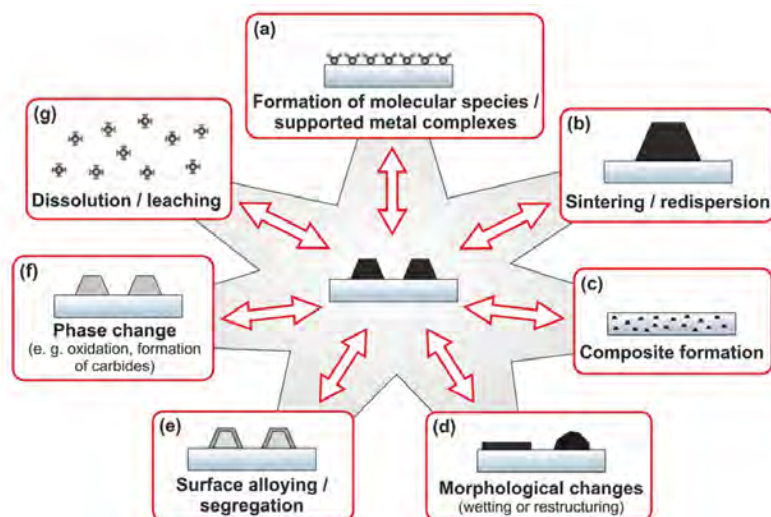 (a)
Formation of molecular species /
supported metal complexes
(b)
Sintering / redispersion
(c)
Composite formation
(d)
Morphological changes
(wetting or restructuring)
(e)
Surface alloying /
segregation
(f)
Phase change
(e. g. oxidation, formation
of carbides)
(g)
Dissolution / leaching